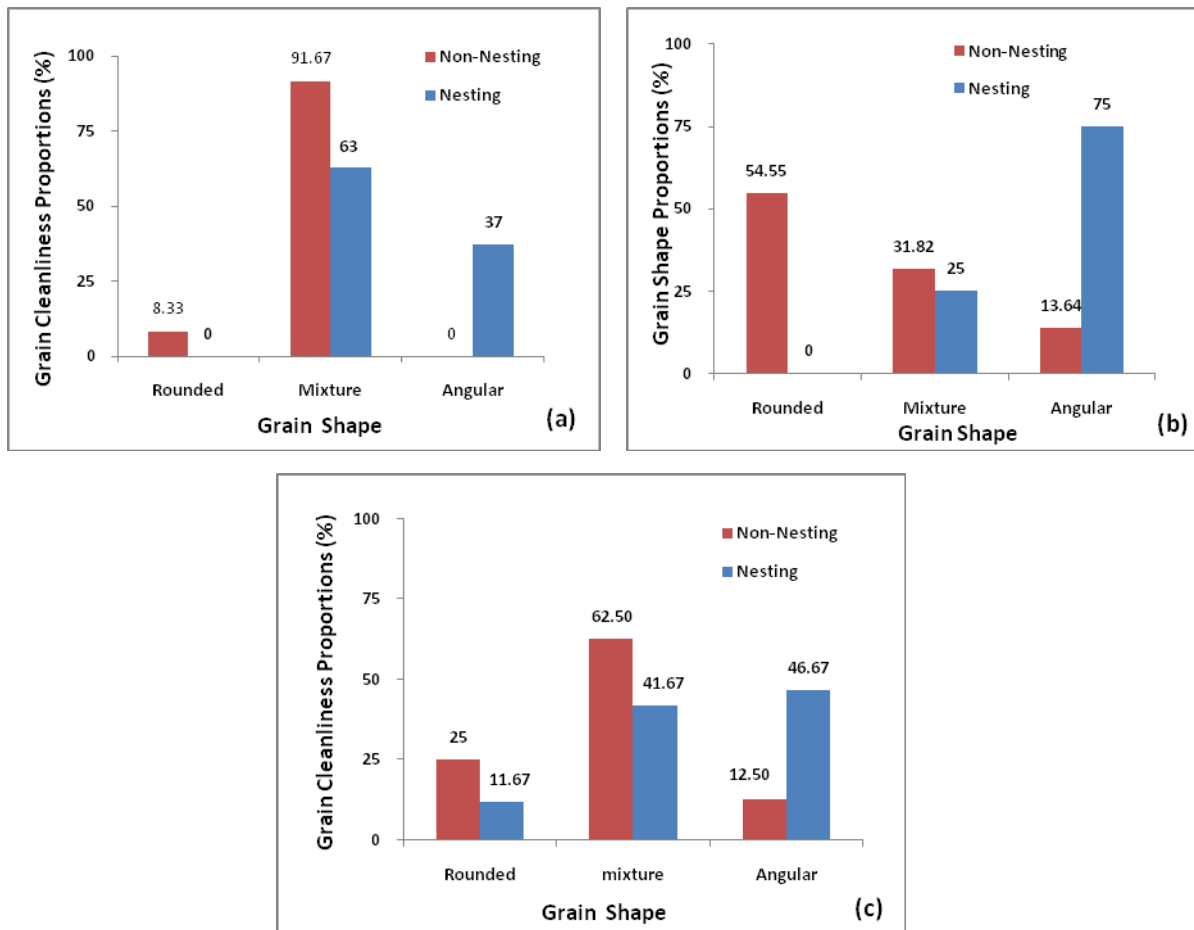 Grain Cleanliness Proportions (%)
100
75
50
25
0
Non-Nesting
Nesting
8.33
0
91.67
63
0
37
Rounded
Mixture
Angular
Grain Shape
(a)
Grain Shape Proportions (%)
100
75
50
25
0
Non-Nesting
Nesting
54.55
0
31.82
25
13.64
75
Rounded
Mixture
Angular
Grain Shape
(b)
Grain Cleanliness Proportions (%)
100
75
50
25
0
Non-Nesting
Nesting
25
11.67
62.50
41.67
12.50
46.67
Rounded
mixture
Angular
Grain Shape
(c)